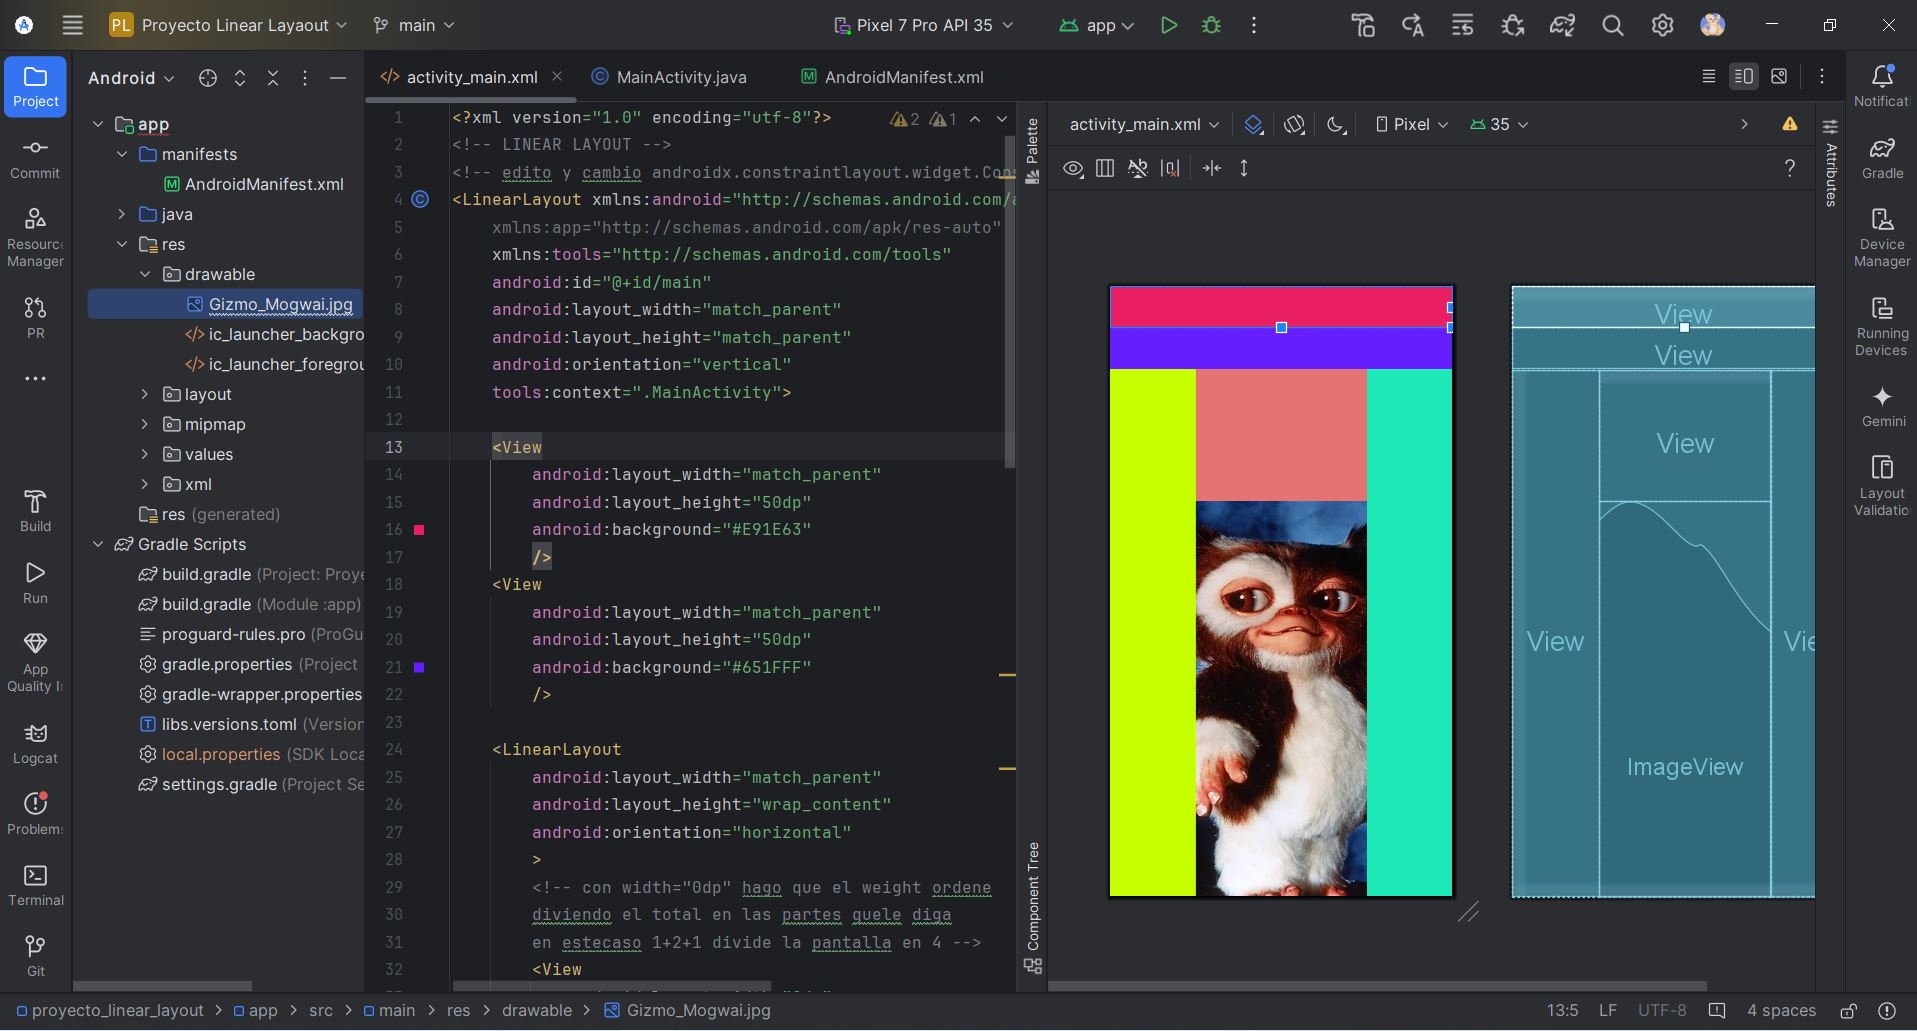 PL Proyecto Linear Layaout main Pixel 7 Pro API 35 app
Project
Commit
Resource
Manager
PR
Build
Run
App
Quality In
Logcat
Problems
Terminal
Git
Android
app
manifests
AndroidManifest.xml
java
res
drawable
Gizmo_Mogwai.jpg
ic_launcher_backgro
ic_launcher_foregrou
layout
mipmap
values
xml
res (generated)
Gradle Scripts
build.gradle (Project: Proye
build.gradle (Module :app)
proguard-rules.pro (ProGu
gradle.properties (Project
gradle-wrapper.properties
libs.versions.toml (Version
local.properties (SDK Loca
settings.gradle (Project Se
activity_main.xml MainActivity.java AndroidManifest.xml
2 1
1 <?xml version="1.0" encoding="utf-8"?>
2 <!-- LINEAR LAYOUT -->
3 <!-- edito y cambio androidx.constraintlayout.widget.Con
4 <LinearLayout xmlns:android="http://schemas.android.com/a
5 xmlns:app="http://schemas.android.com/apk/res-auto"
6 xmlns:tools="http://schemas.android.com/tools"
7 android:id="@+id/main"
8 android:layout_width="match_parent"
9 android:layout_height="match_parent"
10 android:orientation="vertical"
11 tools:context=".MainActivity">
12
13 <View
14 android:layout_width="match_parent"
15 android:layout_height="50dp"
16 android:background="#E91E63"
17 />
18 <View
19 android:layout_width="match_parent"
20 android:layout_height="50dp"
21 android:background="#651FFF"
22 />
23
24 <LinearLayout
25 android:layout_width="match_parent"
26 android:layout_height="wrap_content"
27 android:orientation="horizontal"
28 >
29 <!-- con width="0dp" hago que el weight ordene
30 diviendo el total en las partes quele diga
31 en estecaso 1+2+1 divide la pantalla en 4 -->
32 <View
Palette
Component Tree
activity_main.xml Pixel 35
?
View
View
View
View
Vie
ImageView
Attributes
Notificati
Gradle
Device
Manager
Running
Devices
Gemini
Layout
Validatio
proyecto_linear_layout > app > src > main > res > drawable > Gizmo_Mogwai.jpg
13:5 LF UTF-8 4 spaces